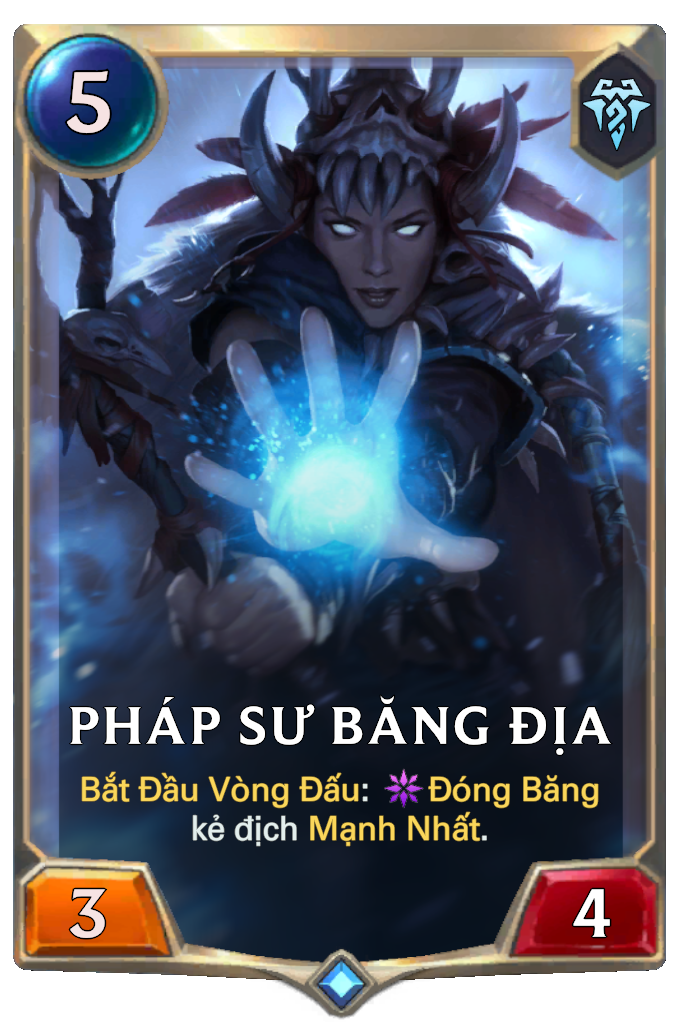 5
PHÁP SƯ BĂNG ĐỊA
Bắt Đầu Vòng Đấu: Đóng Băng
kẻ địch Mạnh Nhất.
3
4